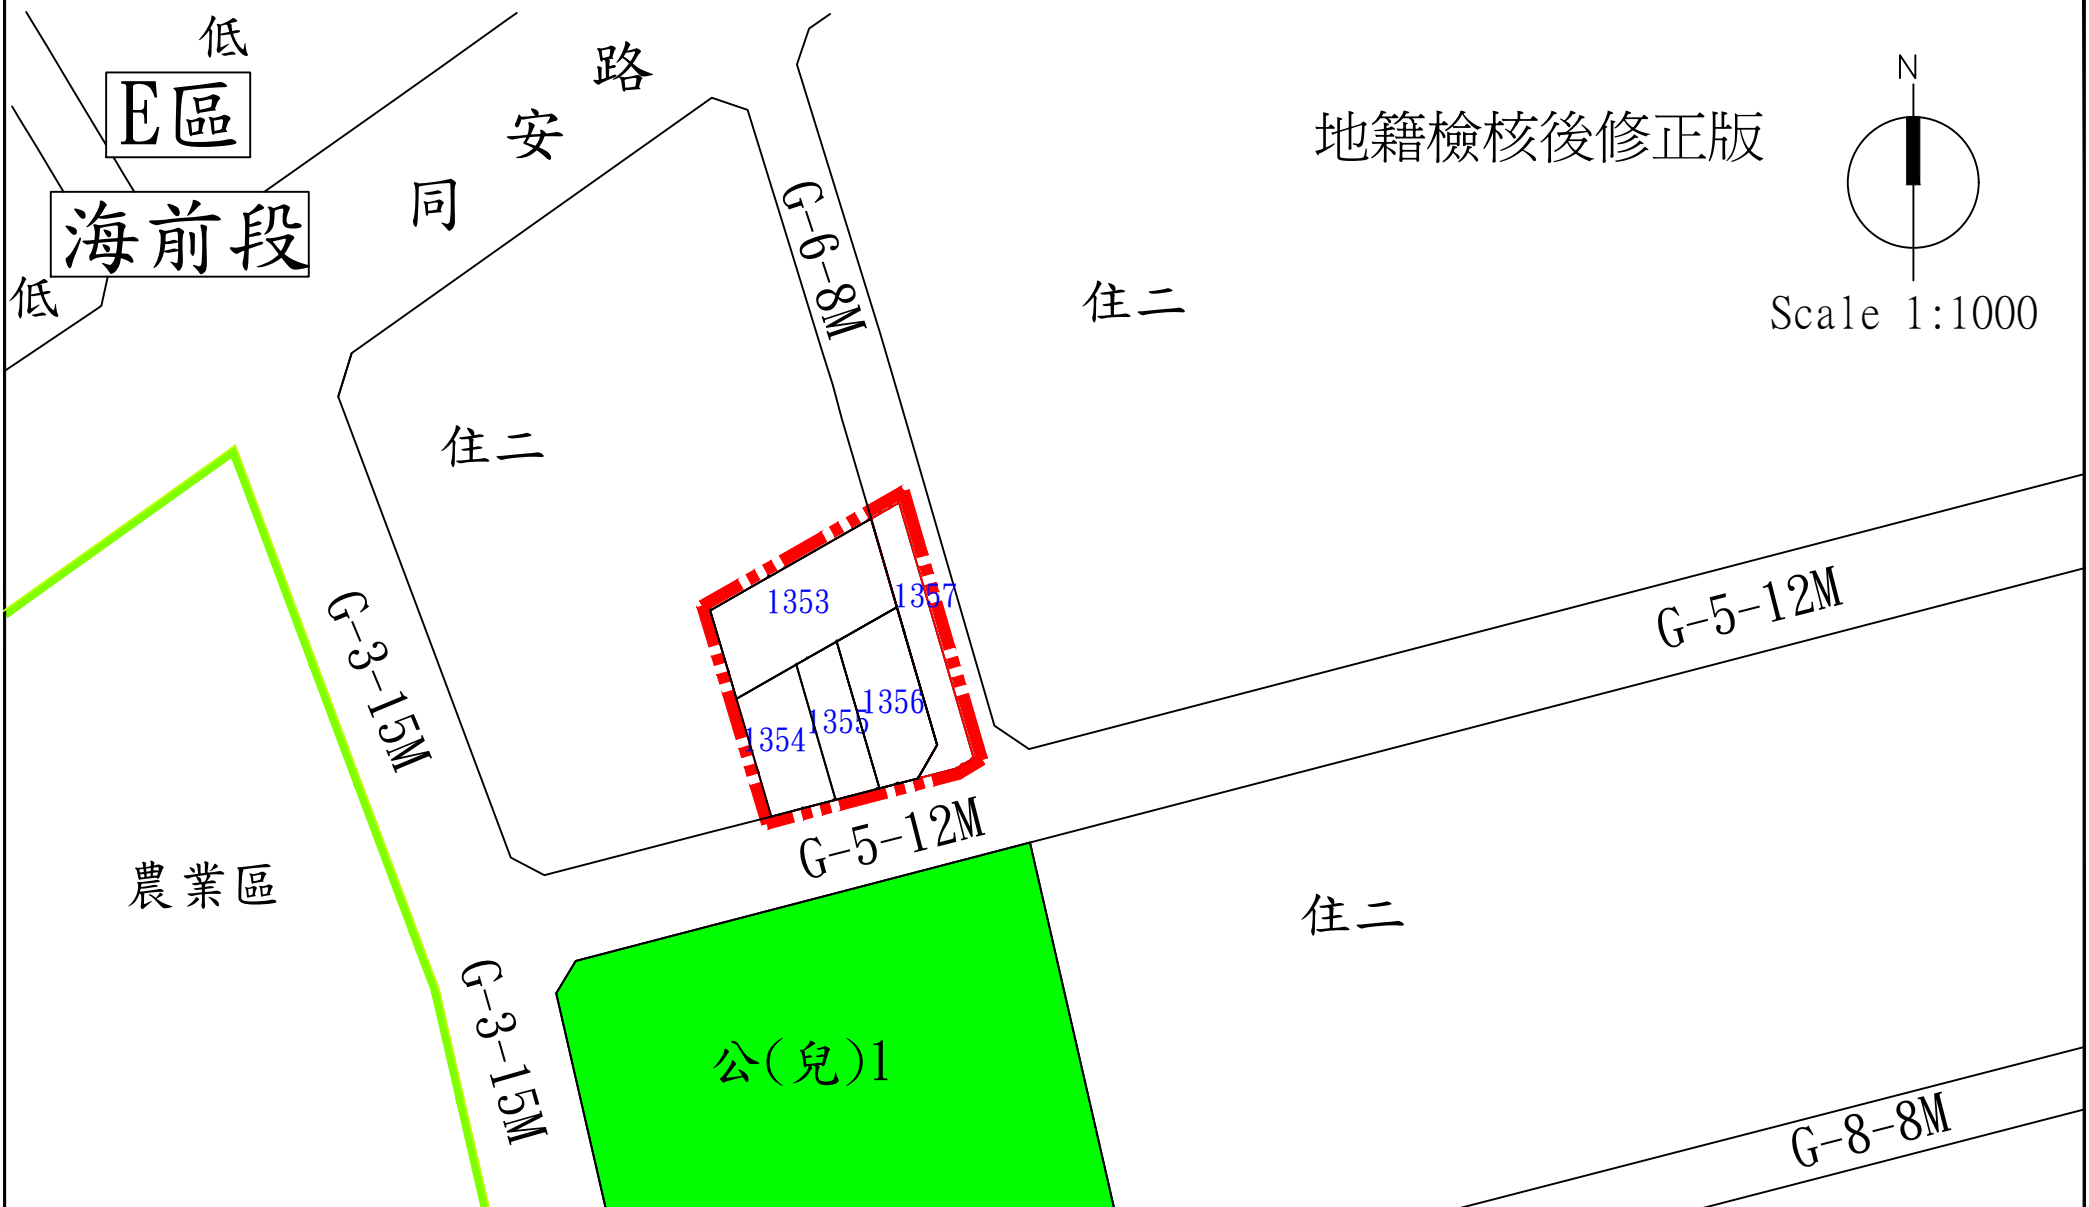 低
E區
海前段
低
同安路
N
地籍檢核後修正版
Scale 1:1000
G-6-8M
住二
住二
1353
1357
1356
1355
1354
G-3-15M
G-5-12M
G-5-12M
農業區
住二
G-3-15M
公(兒)1
G-8-8M